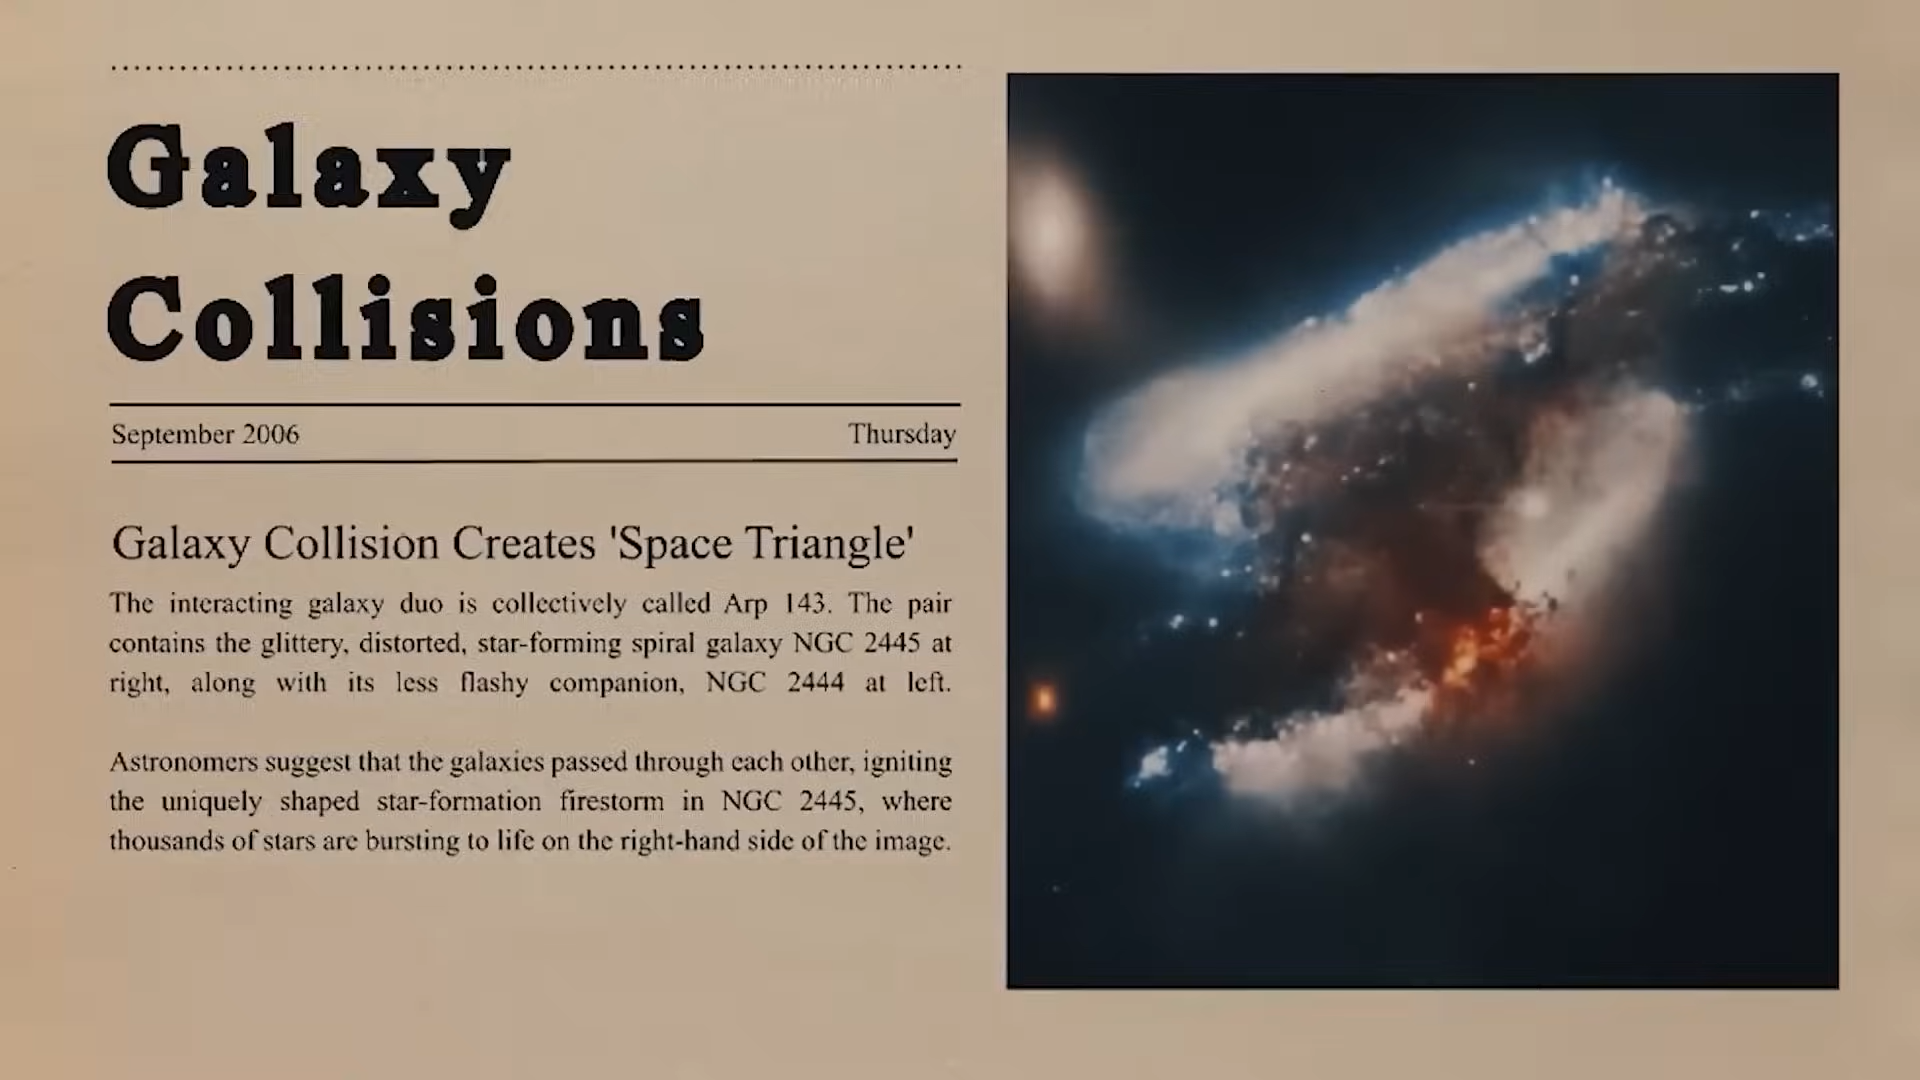 Galaxy
Collisions
September 2006 Thursday
Galaxy Collision Creates 'Space Triangle'
The interacting galaxy duo is collectively called Arp 143. The pair
contains the glittery, distorted, star-forming spiral galaxy NGC 2445 at
right, along with its less flashy companion, NGC 2444 at left.
Astronomers suggest that the galaxies passed through each other, igniting
the uniquely shaped star-formation firestorm in NGC 2445, where
thousands of stars are bursting to life on the right-hand side of the image.